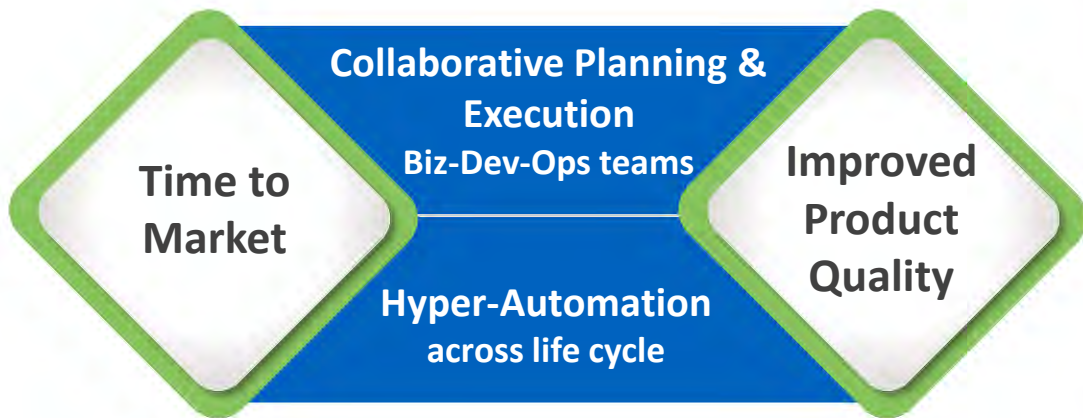 Time to
Market
Collaborative Planning &
Execution
Biz-Dev-Ops teams
Hyper-Automation
across life cycle
Improved
Product
Quality